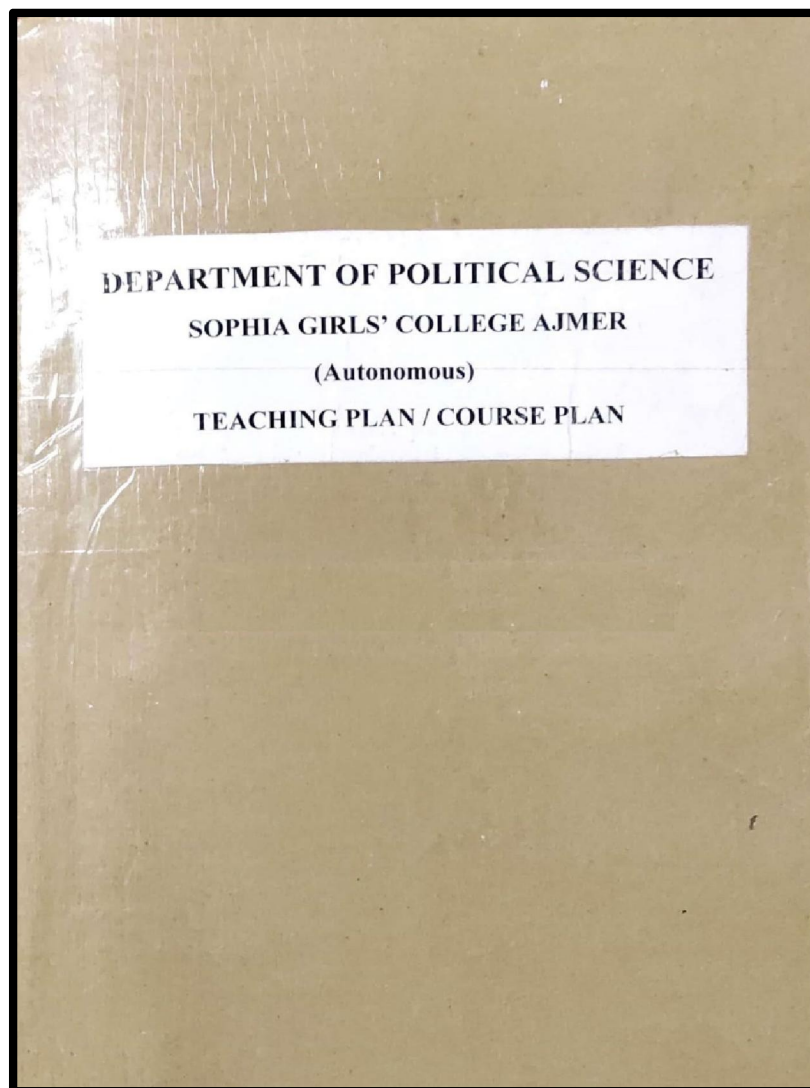 DEPARTMENT OF POLITICAL SCIENCE
SOPHIA GIRLS' COLLEGE AJMER
(Autonomous)
TEACHING PLAN / COURSE PLAN